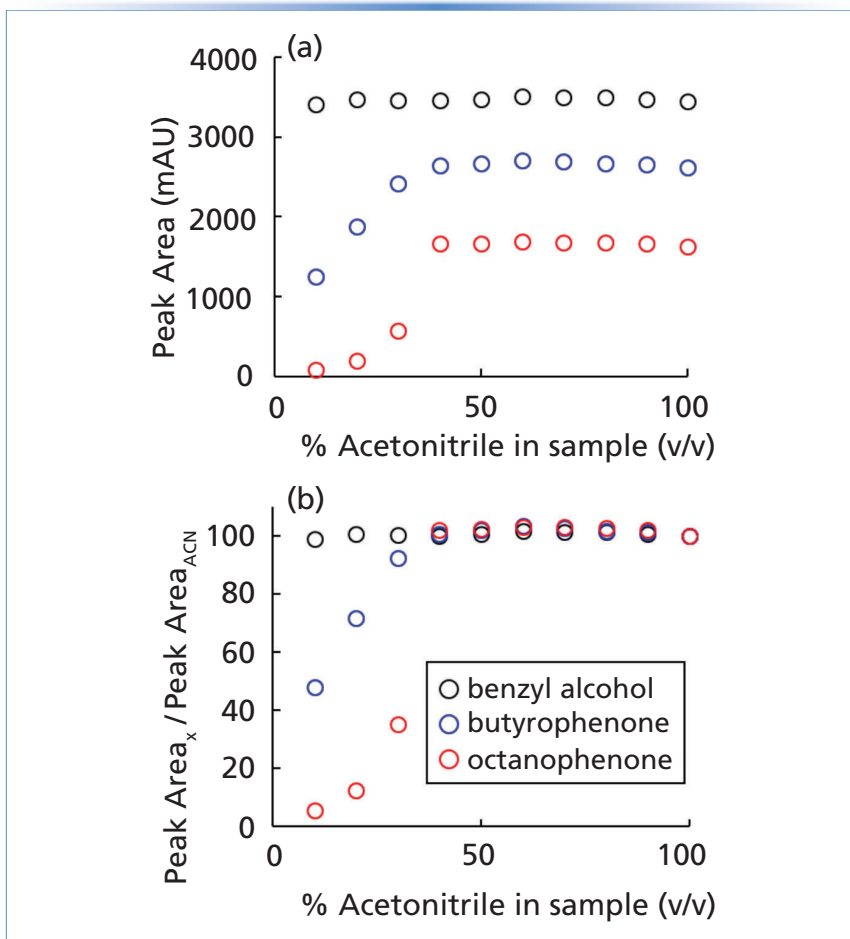 (a)
4000
3000
2000
1000
0
Peak Area (mAU)
0
50
100
% Acetonitrile in sample (v/v)
(b)
100
80
60
40
20
0
Peak Areaₓ / Peak Area_ACN
benzyl alcohol
butyrophenone
octanophenone
0
50
100
% Acetonitrile in sample (v/v)